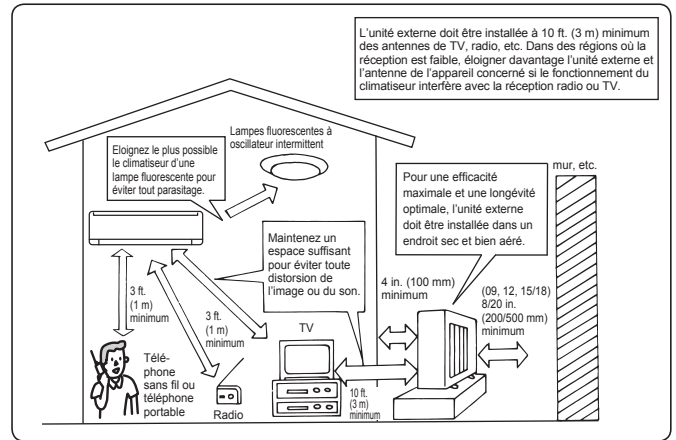 L'unité externe doit être installée à 10 ft. (3 m) minimum
des antennes de TV, radio, etc. Dans des régions où la
réception est faible, éloigner davantage l'unité externe et
l'antenne de l'appareil concerné si le fonctionnement du
climatiseur interfère avec la réception radio ou TV.
Lampes fluorescentes à
oscillateur intermittent
Eloignez le plus possible
le climatiseur d'une
lampe fluorescente pour
éviter tout parasitage.
mur, etc.
Pour une efficacité
maximale et une longévité
optimale, l'unité externe
doit être installée dans un
endroit sec et bien aéré.
Maintenez un
espace suffisant
pour éviter toute
distorsion de
l'image ou du son.
4 in. (100 mm)
minimum
(09, 12, 15/18)
8/20 in.
(200/500 mm)
minimum
3 ft.
(1 m)
minimum
3 ft.
(1 m)
minimum
TV
Télé-
phone
sans fil ou
téléphone
portable
Radio
10 ft.
(3 m)
minimum